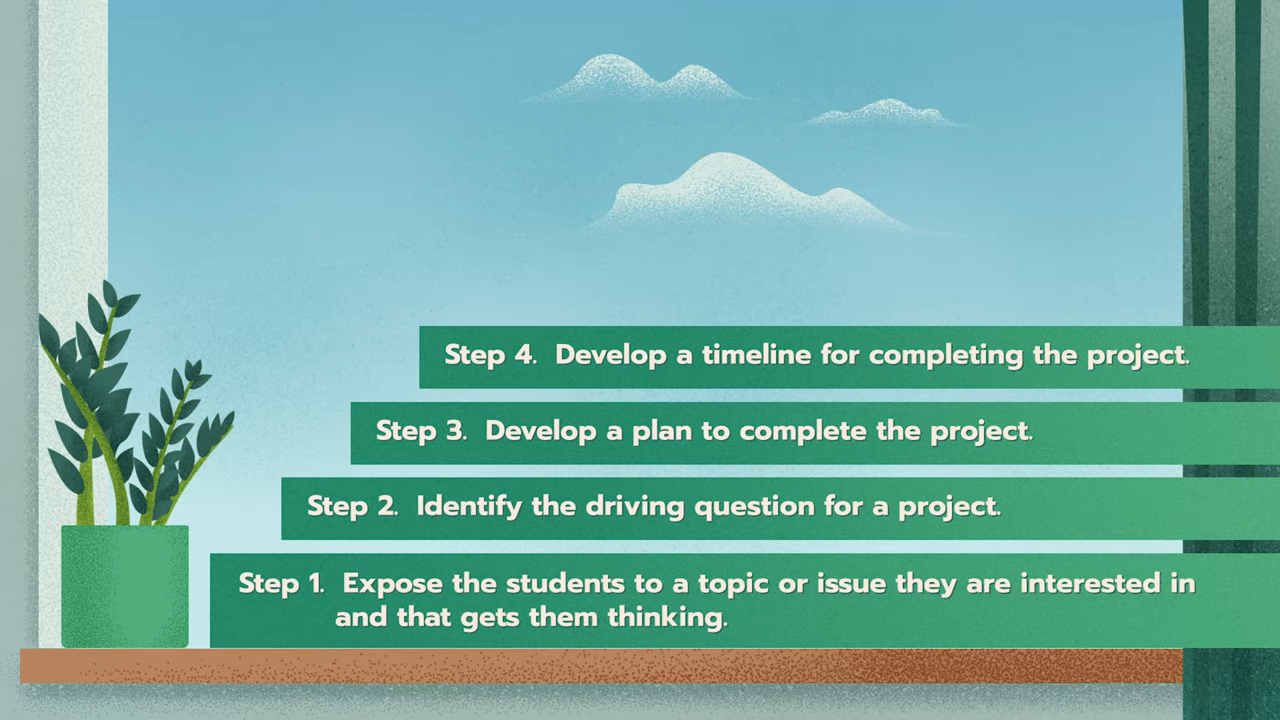 Step 4. Develop a timeline for completing the project.
Step 3. Develop a plan to complete the project.
Step 2. Identify the driving question for a project.
Step 1. Expose the students to a topic or issue they are interested in
and that gets them thinking.